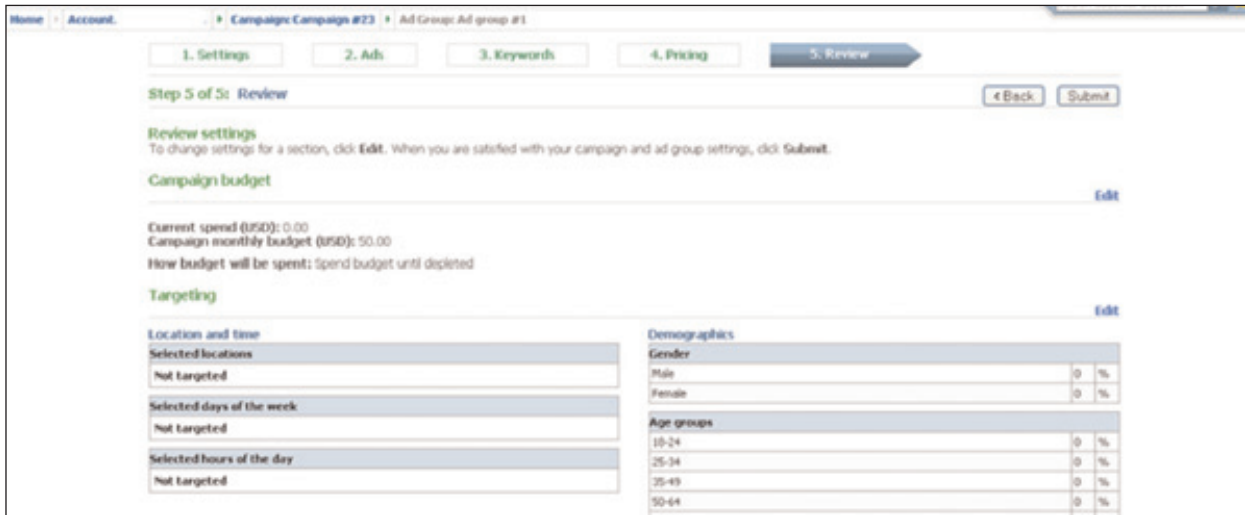 Home Account. Campaign: Campaign #23 Ad Group: Ad group #1
1. Settings 2. Ads 3. Keywords 4. Pricing 5. Review
Step 5 of 5: Review Back Submit
Review settings
To change settings for a section, click Edit. When you are satisfied with your campaign and ad group settings, click Submit.
Campaign budget
Edit
Current spend (USD): 0.00
Campaign monthly budget (USD): 50.00
How budget will be spent: Spend budget until depleted
Targeting
Edit
Location and time
Selected locations
Not targeted
Selected days of the week
Not targeted
Selected hours of the day
Not targeted
Demographics
Gender
Male 0 %
Female 0 %
Age groups
18-24 0 %
25-34 0 %
35-49 0 %
50-64 0 %